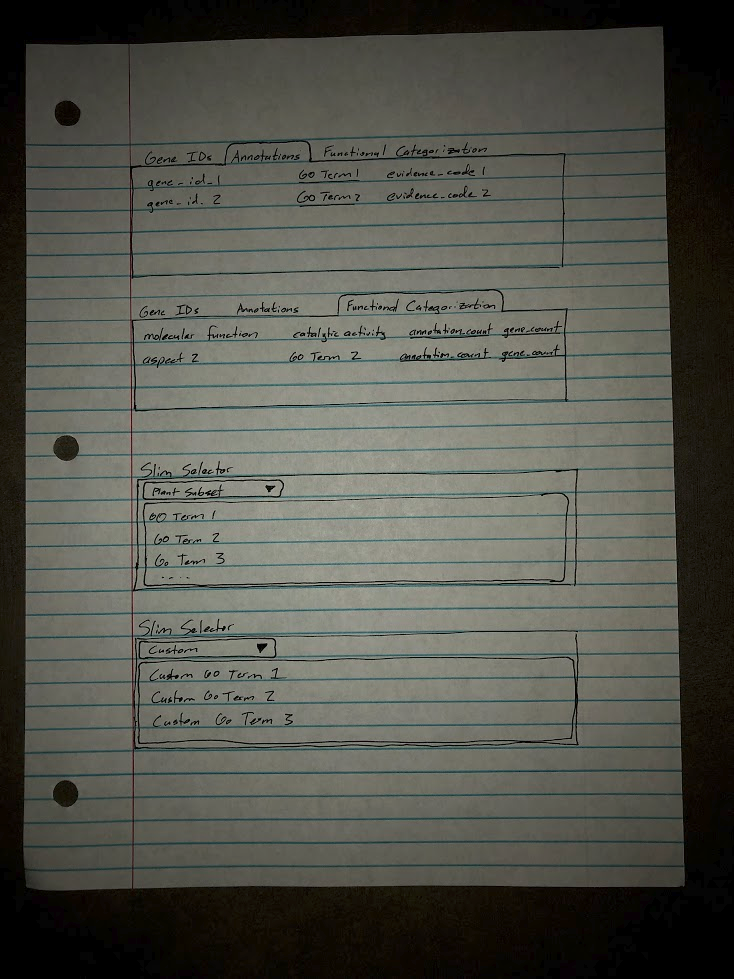 Gene IDs Annotations Functional Categorization
gene_id_1 GO Term 1 evidence_code 1
gene_id_2 GO Term 2 evidence_code 2
Gene IDs Annotations Functional Categorization
molecular function catalytic activity annotation_count gene_count
aspect 2 GO Term 2 annotation_count gene_count
Slim Selector
Plant Subset
GO Term 1
GO Term 2
Go Term 3
....
Slim Selector
Custom
Custom GO Term 1
Custom Go Term 2
Custom Go Term 3